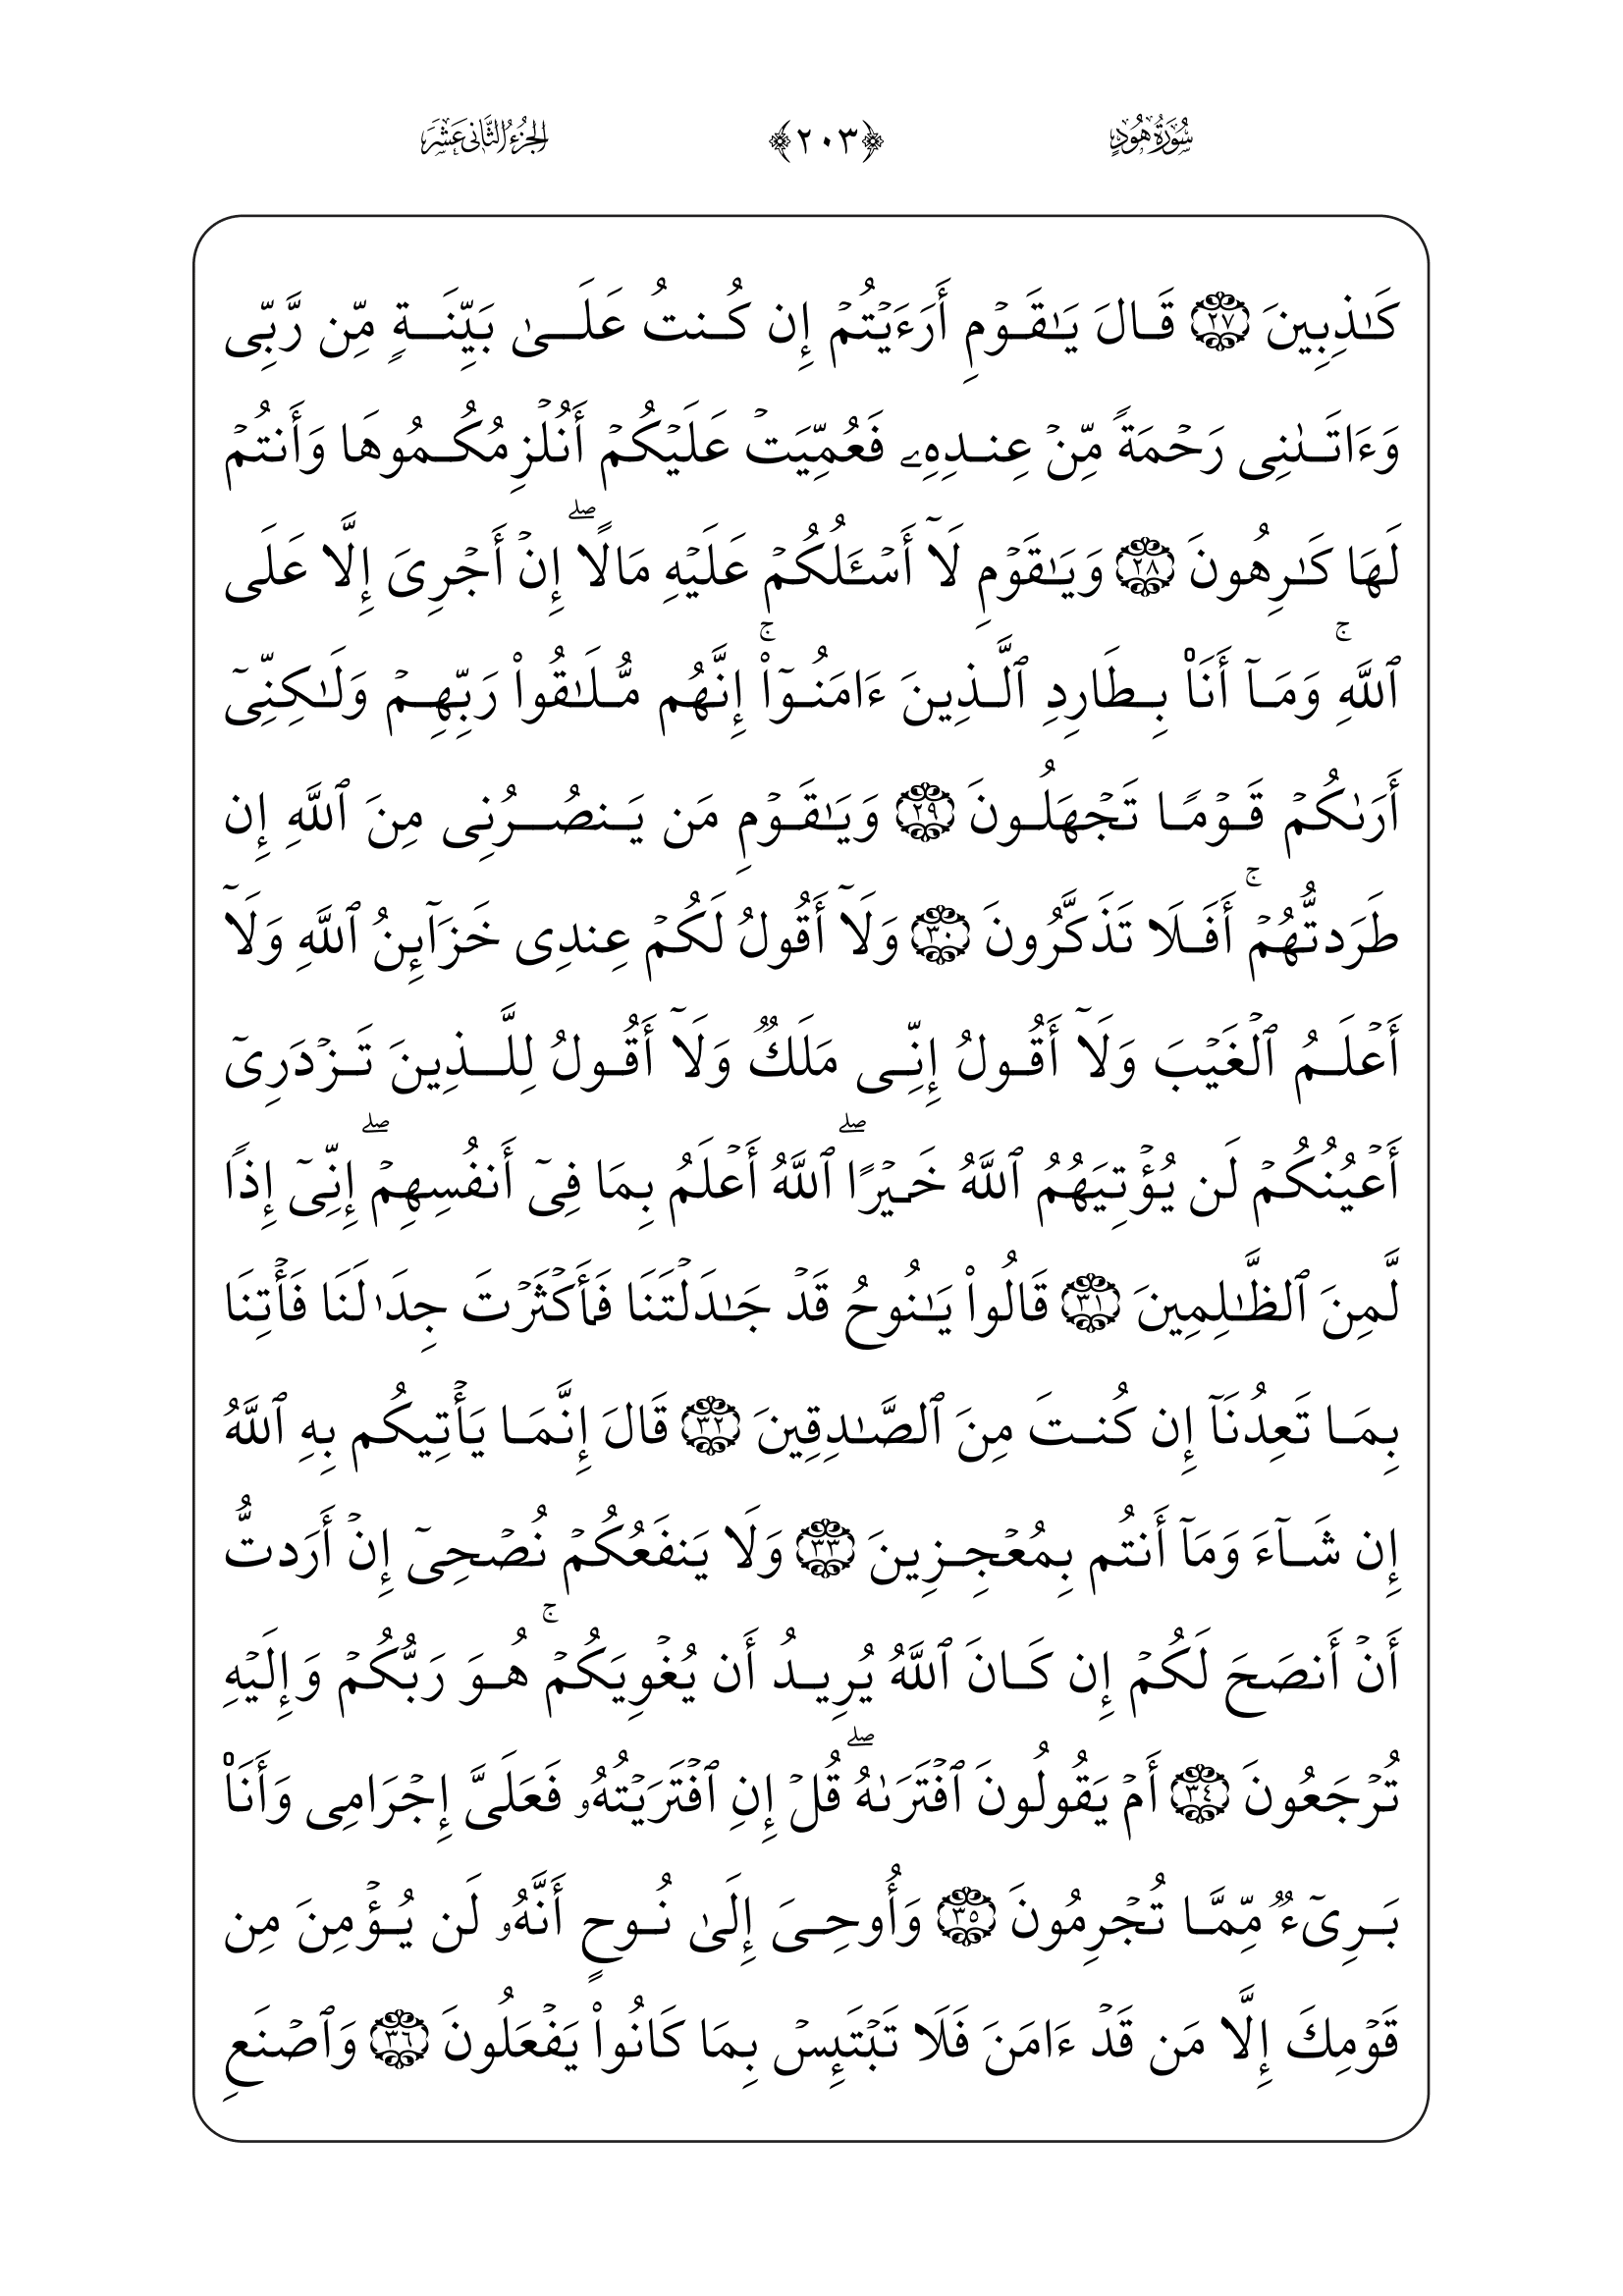 سُورَةُ هُودٍ ﴿٢٠٣﴾ الجُزْءُ الثَّانِى عَشَرَ
كَـٰذِبِينَ ٢٧ قَالَ يَـٰقَوْمِ أَرَءَيْتُمْ إِن كُنتُ عَلَىٰ بَيِّنَةٍ مِّن رَّبِّى
وَءَاتَىٰنِى رَحْمَةً مِّنْ عِندِهِۦ فَعُمِّيَتْ عَلَيْكُمْ أَنُلْزِمُكُمُوهَا وَأَنتُمْ
لَهَا كَـٰرِهُونَ ٢٨ وَيَـٰقَوْمِ لَآ أَسْـَٔلُكُمْ عَلَيْهِ مَالًا ۖ إِنْ أَجْرِىَ إِلَّا عَلَى
ٱللَّهِ ۚ وَمَآ أَنَا۠ بِطَارِدِ ٱلَّذِينَ ءَامَنُوٓا۟ ۚ إِنَّهُم مُّلَـٰقُوا۟ رَبِّهِمْ وَلَـٰكِنِّىٓ
أَرَىٰكُمْ قَوْمًا تَجْهَلُونَ ٢٩ وَيَـٰقَوْمِ مَن يَنصُرُنِى مِنَ ٱللَّهِ إِن
طَرَدتُّهُمْ ۚ أَفَلَا تَذَكَّرُونَ ٣٠ وَلَآ أَقُولُ لَكُمْ عِندِى خَزَآئِنُ ٱللَّهِ وَلَآ
أَعْلَمُ ٱلْغَيْبَ وَلَآ أَقُولُ إِنِّى مَلَكٌ وَلَآ أَقُولُ لِلَّذِينَ تَزْدَرِىٓ
أَعْيُنُكُمْ لَن يُؤْتِيَهُمُ ٱللَّهُ خَيْرًا ۖ ٱللَّهُ أَعْلَمُ بِمَا فِىٓ أَنفُسِهِمْ ۖ إِنِّىٓ إِذًا
لَّمِنَ ٱلظَّـٰلِمِينَ ٣١ قَالُوا۟ يَـٰنُوحُ قَدْ جَـٰدَلْتَنَا فَأَكْثَرْتَ جِدَٰلَنَا فَأْتِنَا
بِمَا تَعِدُنَآ إِن كُنتَ مِنَ ٱلصَّـٰدِقِينَ ٣٢ قَالَ إِنَّمَا يَأْتِيكُم بِهِ ٱللَّهُ
إِن شَآءَ وَمَآ أَنتُم بِمُعْجِزِينَ ٣٣ وَلَا يَنفَعُكُمْ نُصْحِىٓ إِنْ أَرَدتُّ
أَنْ أَنصَحَ لَكُمْ إِن كَانَ ٱللَّهُ يُرِيدُ أَن يُغْوِيَكُمْ ۚ هُوَ رَبُّكُمْ وَإِلَيْهِ
تُرْجَعُونَ ٣٤ أَمْ يَقُولُونَ ٱفْتَرَىٰهُ ۖ قُلْ إِنِ ٱفْتَرَيْتُهُۥ فَعَلَىَّ إِجْرَامِى وَأَنَا۠
بَرِىٓءٌ مِّمَّا تُجْرِمُونَ ٣٥ وَأُوحِىَ إِلَىٰ نُوحٍ أَنَّهُۥ لَن يُؤْمِنَ مِن
قَوْمِكَ إِلَّا مَن قَدْ ءَامَنَ فَلَا تَبْتَئِسْ بِمَا كَانُوا۟ يَفْعَلُونَ ٣٦ وَٱصْنَعِ